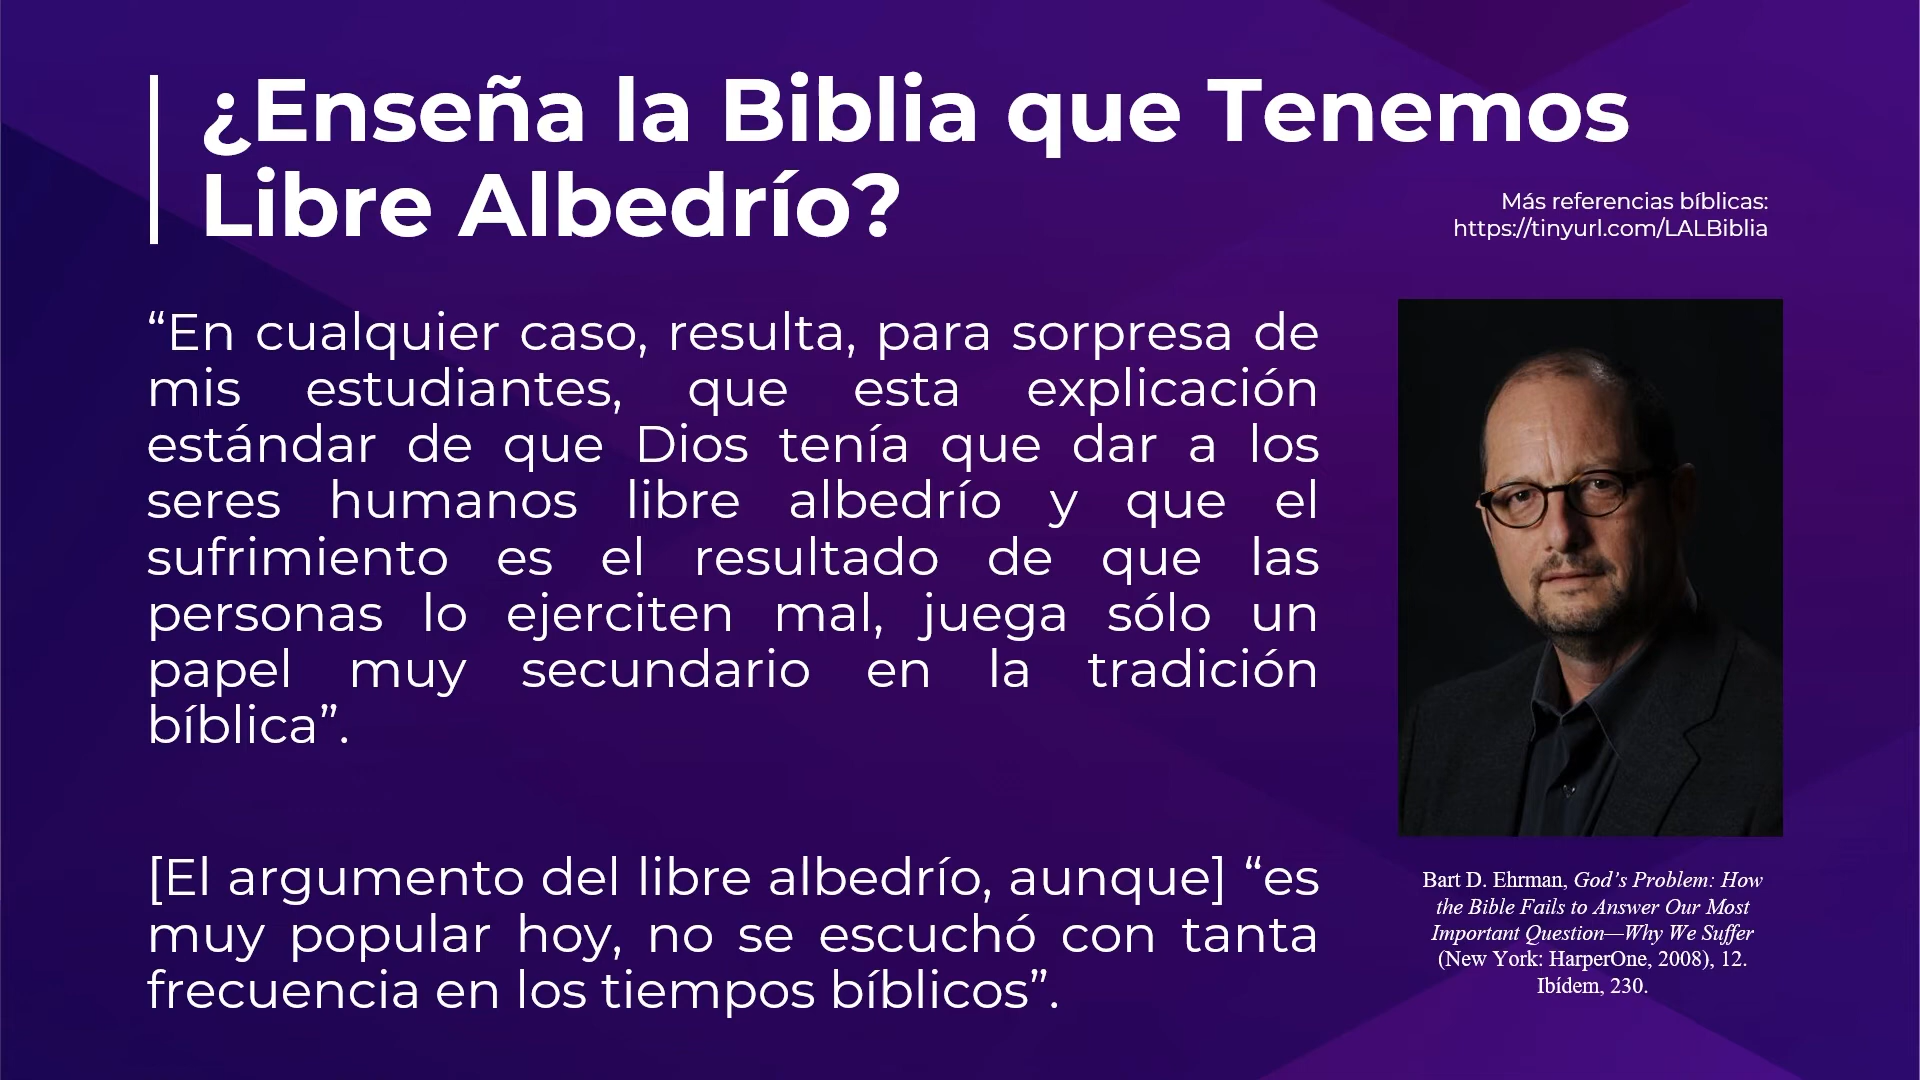 ¿Enseña la Biblia que Tenemos
Libre Albedrío?
Más referencias bíblicas:
https://tinyurl.com/LALBiblia
“En cualquier caso, resulta, para sorpresa de
mis estudiantes, que esta explicación
estándar de que Dios tenía que dar a los
seres humanos libre albedrío y que el
sufrimiento es el resultado de que las
personas lo ejerciten mal, juega sólo un
papel muy secundario en la tradición
bíblica”.
[El argumento del libre albedrío, aunque] “es
muy popular hoy, no se escuchó con tanta
frecuencia en los tiempos bíblicos”.
Bart D. Ehrman, God’s Problem: How
the Bible Fails to Answer Our Most
Important Question—Why We Suffer
(New York: HarperOne, 2008), 12.
Ibídem, 230.